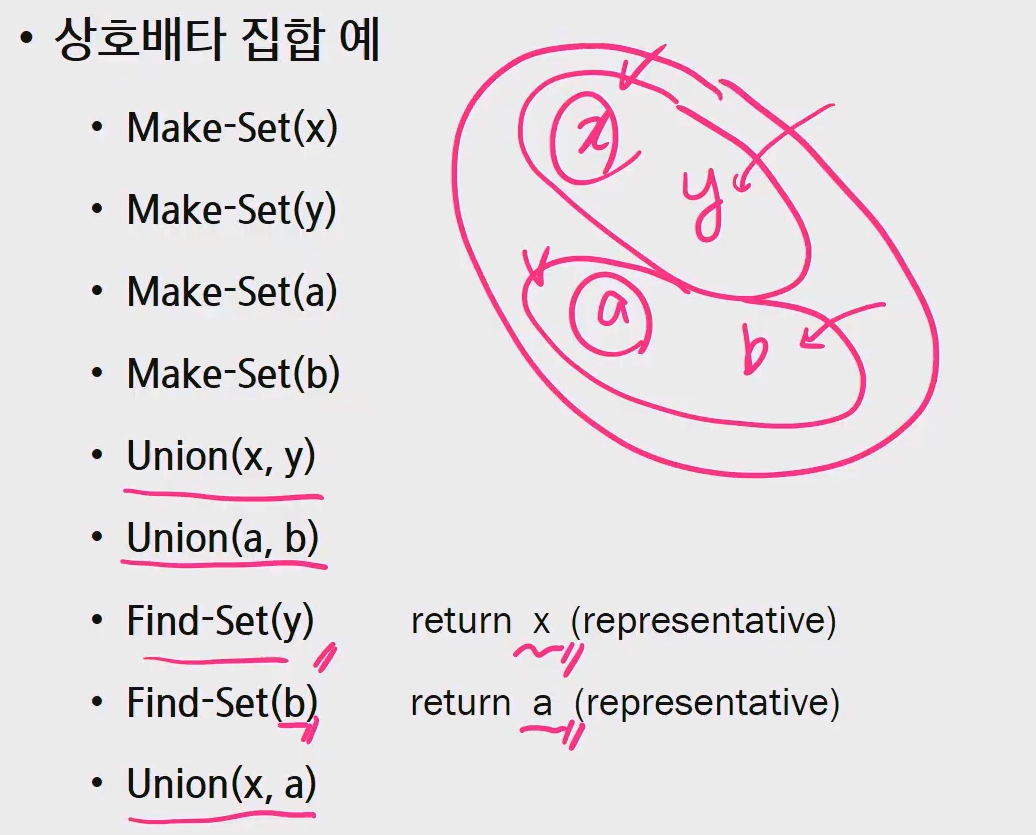 • 상호배타 집합 예
• Make-Set(x)
• Make-Set(y)
• Make-Set(a)
• Make-Set(b)
• Union(x, y)
• Union(a, b)
• Find-Set(y) return x (representative)
• Find-Set(b) return a (representative)
• Union(x, a)
x
y
a
b